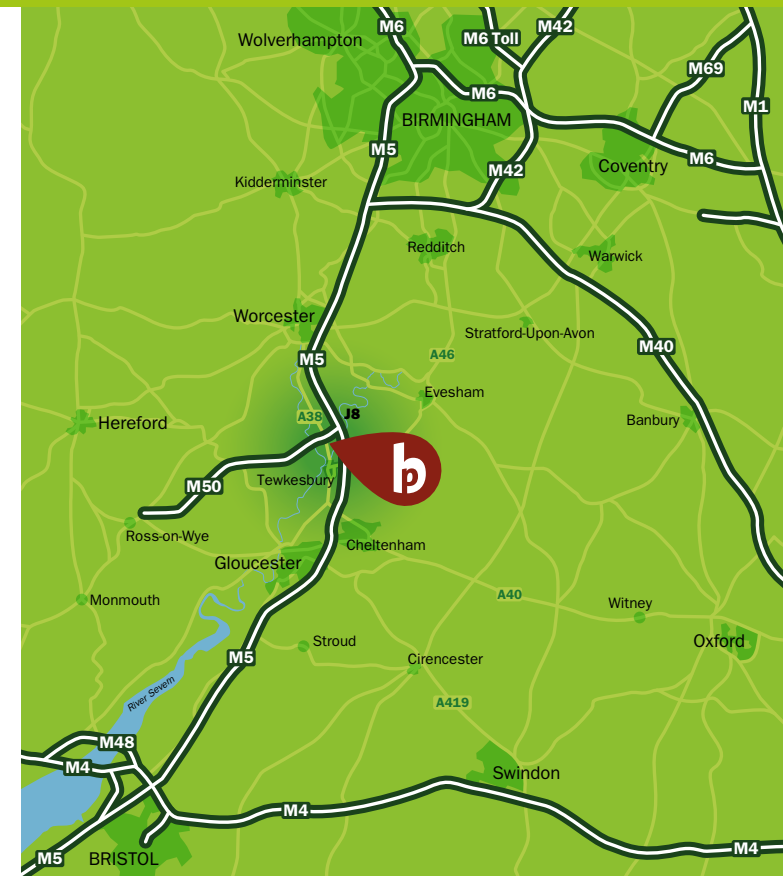 M6
M6 Toll
M42
Wolverhampton
M69
M6
M1
BIRMINGHAM
M5
M6
Coventry
M42
Kidderminster
Redditch
Warwick
Worcester
Stratford-Upon-Avon
M40
M5
A46
Evesham
A38
J8
Hereford
Banbury
bp
Tewkesbury
M50
Ross-on-Wye
Cheltenham
Gloucester
A40
Monmouth
Witney
Stroud
Oxford
M5
Cirencester
River Severn
A419
M48
M4
Swindon
M4
M4
M5
BRISTOL